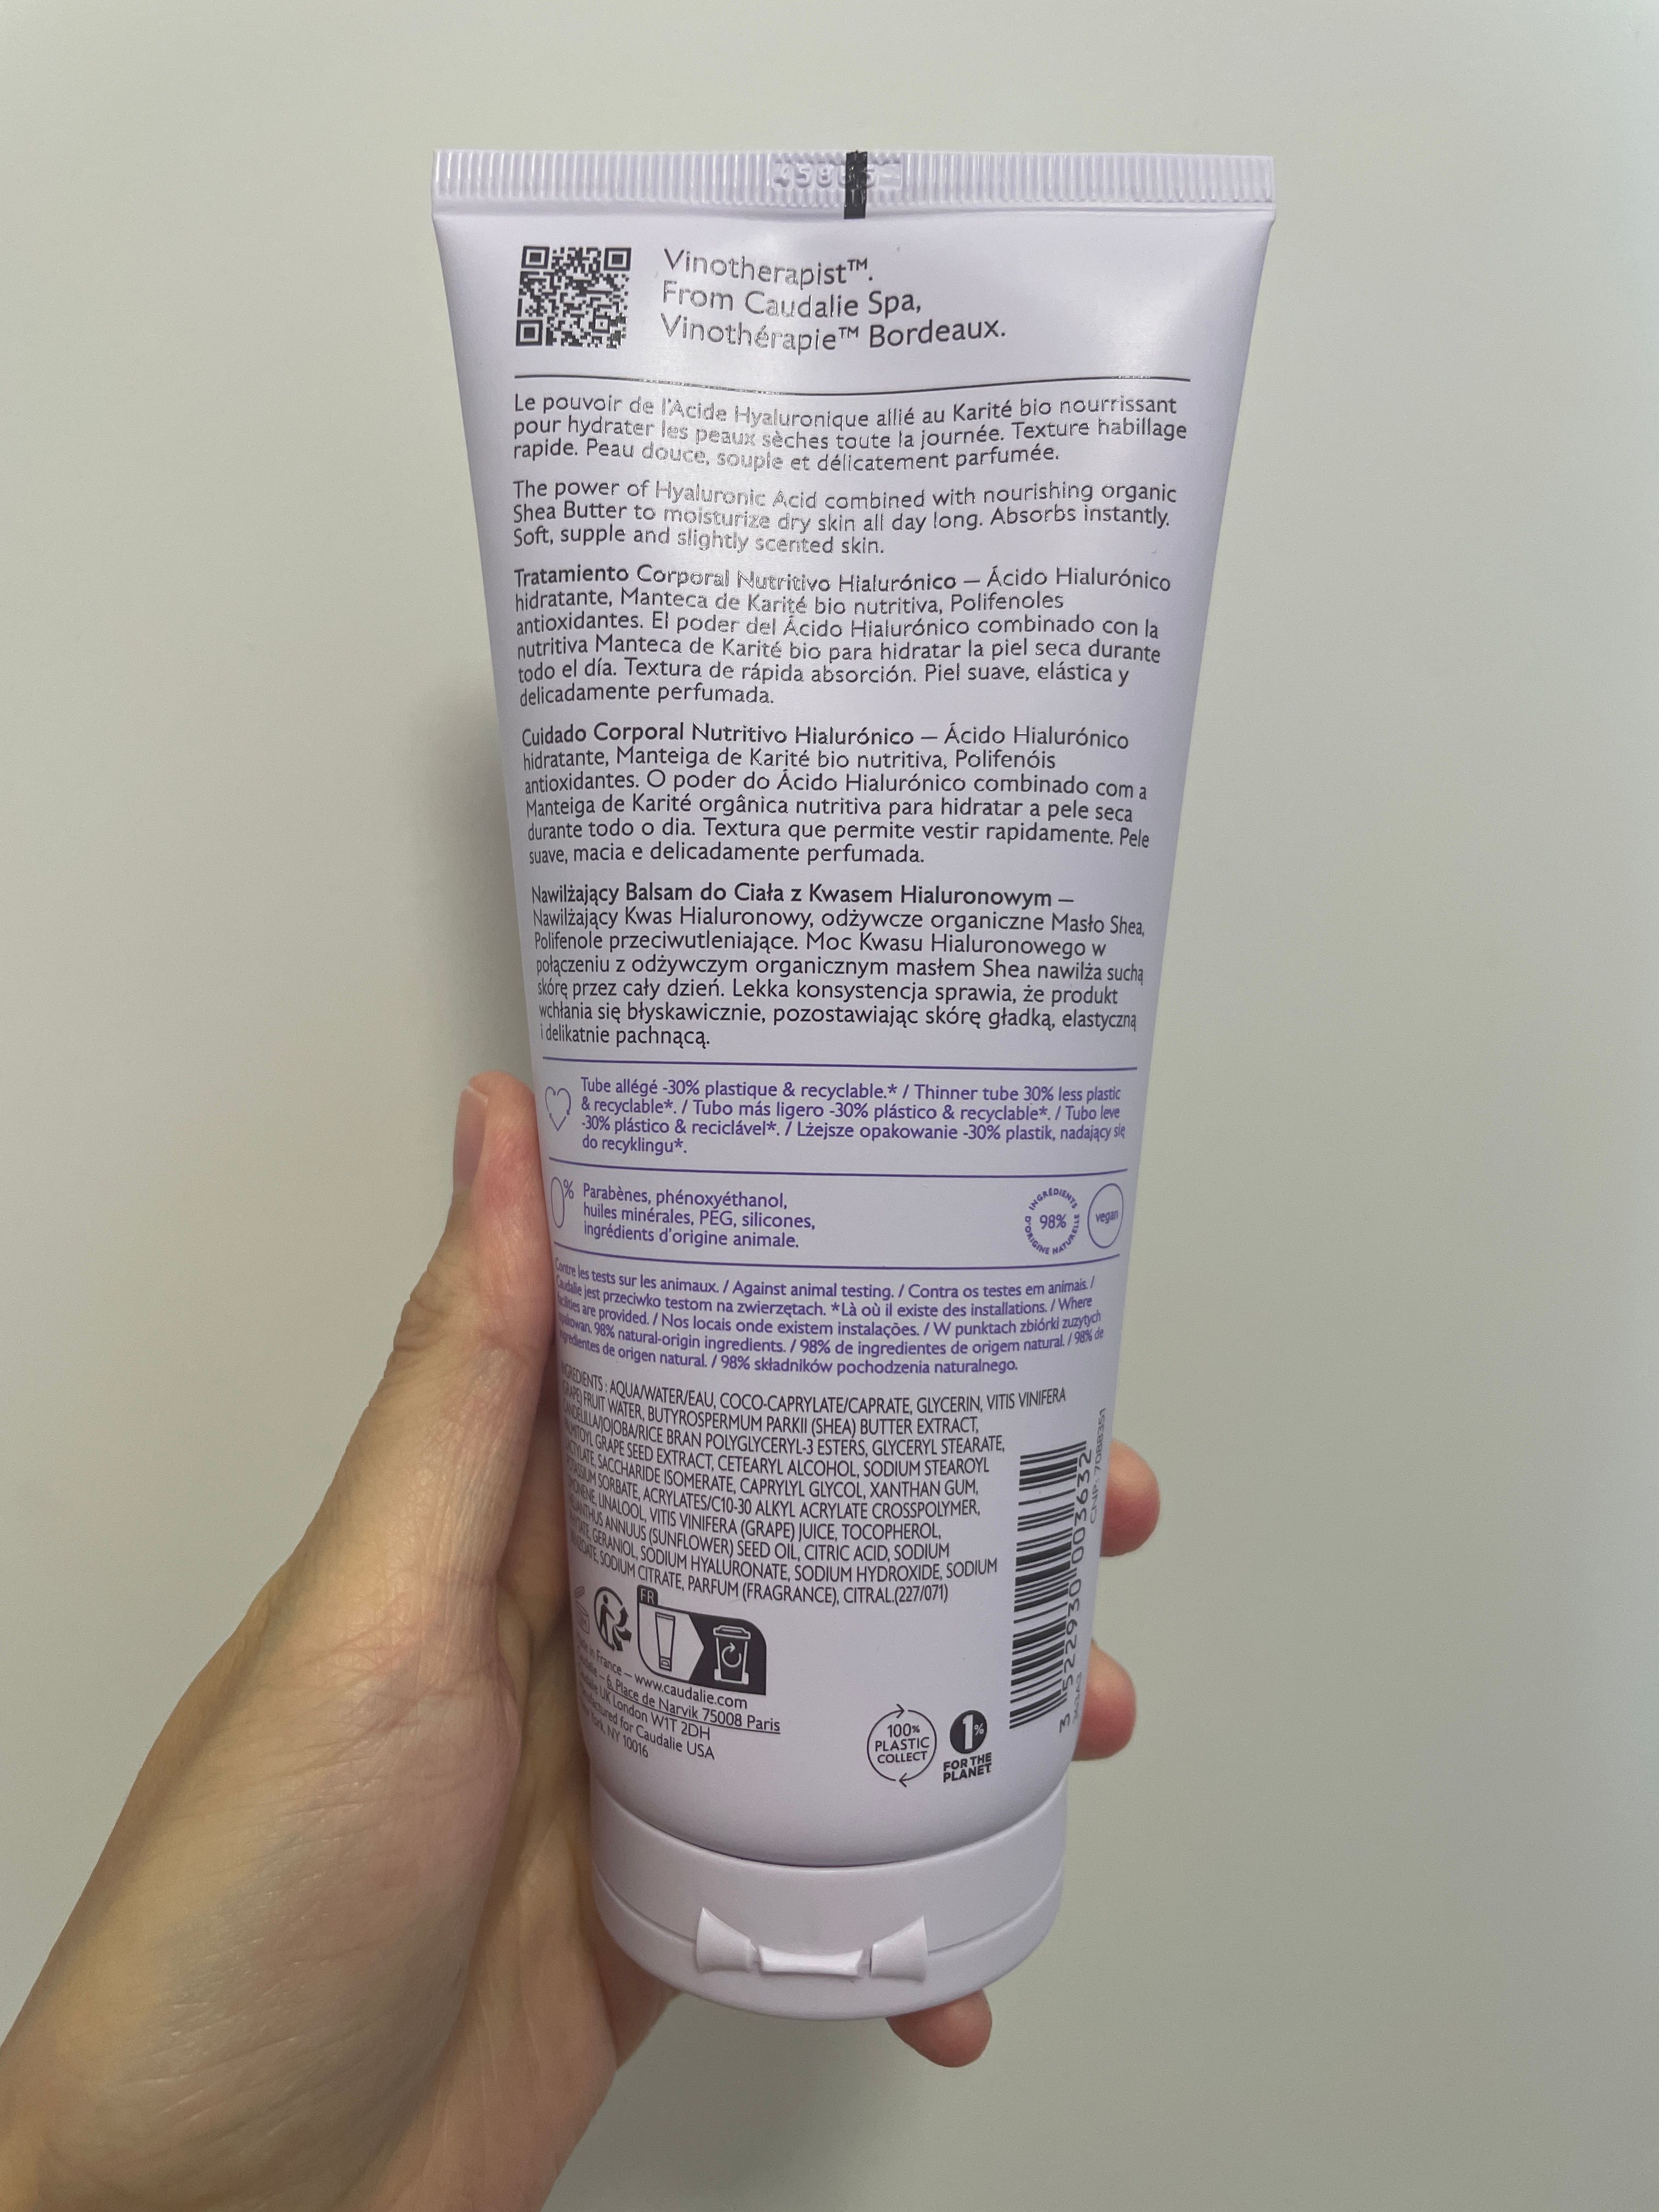 Vinotherapist™.
From Caudalie Spa,
Vinothérapie™ Bordeaux.
Le pouvoir de l'Acide Hyaluronique allié au Karité bio nourrissant
pour hydrater les peaux sèches toute la journée. Texture habillage
rapide. Peau douce, souple et délicatement parfumée.
The power of Hyaluronic Acid combined with nourishing organic
Shea Butter to moisturize dry skin all day long. Absorbs instantly.
Soft, supple and slightly scented skin.
Tratamiento Corporal Nutritivo Hialurónico — Ácido Hialurónico
hidratante, Manteca de Karité bio nutritiva, Polifenoles
antioxidantes. El poder del Ácido Hialurónico combinado con la
nutritiva Manteca de Karité bio para hidratar la piel seca durante
todo el día. Textura de rápida absorción. Piel suave, elástica y
delicadamente perfumada.
Cuidado Corporal Nutritivo Hialurónico — Ácido Hialurónico
hidratante, Manteiga de Karité bio nutritiva, Polifenóis
antioxidantes. O poder do Ácido Hialurónico combinado com a
Manteiga de Karité orgânica nutritiva para hidratar a pele seca
durante todo o dia. Textura que permite vestir rapidamente. Pele
suave, macia e delicadamente perfumada.
Nawilżający Balsam do Ciała z Kwasem Hialuronowym —
Nawilżający Kwas Hialuronowy, odżywcze organiczne Masło Shea,
Polifenole przeciwutleniające. Moc Kwasu Hialuronowego w
połączeniu z odżywczym organicznym masłem Shea nawilża suchą
skórę przez cały dzień. Lekka konsystencja sprawia, że produkt
wchłania się błyskawicznie, pozostawiając skórę gładką, elastyczną
i delikatnie pachnącą.
Tube allégé -30% plastique & recyclable.* / Thinner tube 30% less plastic
& recyclable*. / Tubo más ligero -30% plástico & recyclable*. / Tubo leve
-30% plástico & reciclável*. / Lżejsze opakowanie -30% plastik, nadający się
do recyklingu*.
0% Parabènes, phénoxyéthanol,
huiles minérales, PEG, silicones,
ingrédients d'origine animale.
INGRÉDIENTS D'ORIGINE NATURELLE
98%
vegan
Contre les tests sur les animaux. / Against animal testing. / Contra os testes em animais. /
Caudalie jest przeciwko testom na zwierzętach. *Là où il existe des installations. / Where
facilities are provided. / Nos locais onde existem instalações. / W punktach zbiórki zuzytych
opakowan. 98% natural-origin ingredients. / 98% de ingredientes de origem natural. / 98% de
ingredientes de origen natural. / 98% składników pochodzenia naturalnego.
INGREDIENTS : AQUA/WATER/EAU, COCO-CAPRYLATE/CAPRATE, GLYCERIN, VITIS VINIFERA
(GRAPE) FRUIT WATER, BUTYROSPERMUM PARKII (SHEA) BUTTER EXTRACT,
CANDELILLA/JOJOBA/RICE BRAN POLYGLYCERYL-3 ESTERS, GLYCERYL STEARATE,
PALMITOYL GRAPE SEED EXTRACT, CETEARYL ALCOHOL, SODIUM STEAROYL
LACTYLATE, SACCHARIDE ISOMERATE, CAPRYLYL GLYCOL, XANTHAN GUM,
POTASSIUM SORBATE, ACRYLATES/C10-30 ALKYL ACRYLATE CROSSPOLYMER,
LIMONENE, LINALOOL, VITIS VINIFERA (GRAPE) JUICE, TOCOPHEROL,
HELIANTHUS ANNUUS (SUNFLOWER) SEED OIL, CITRIC ACID, SODIUM
GERANIOL, SODIUM HYALURONATE, SODIUM HYDROXIDE, SODIUM
SODIUM CITRATE, PARFUM (FRAGRANCE), CITRAL.(227/071)
FR
Made in France – www.caudalie.com
Caudalie – 6, Place de Narvik 75008 Paris
Caudalie UK London W1T 2DH
Manufactured for Caudalie USA
New York, NY 10016
100%
PLASTIC
COLLECT
1%
FOR THE
PLANET
3 522930 003632
CNP: 7088351